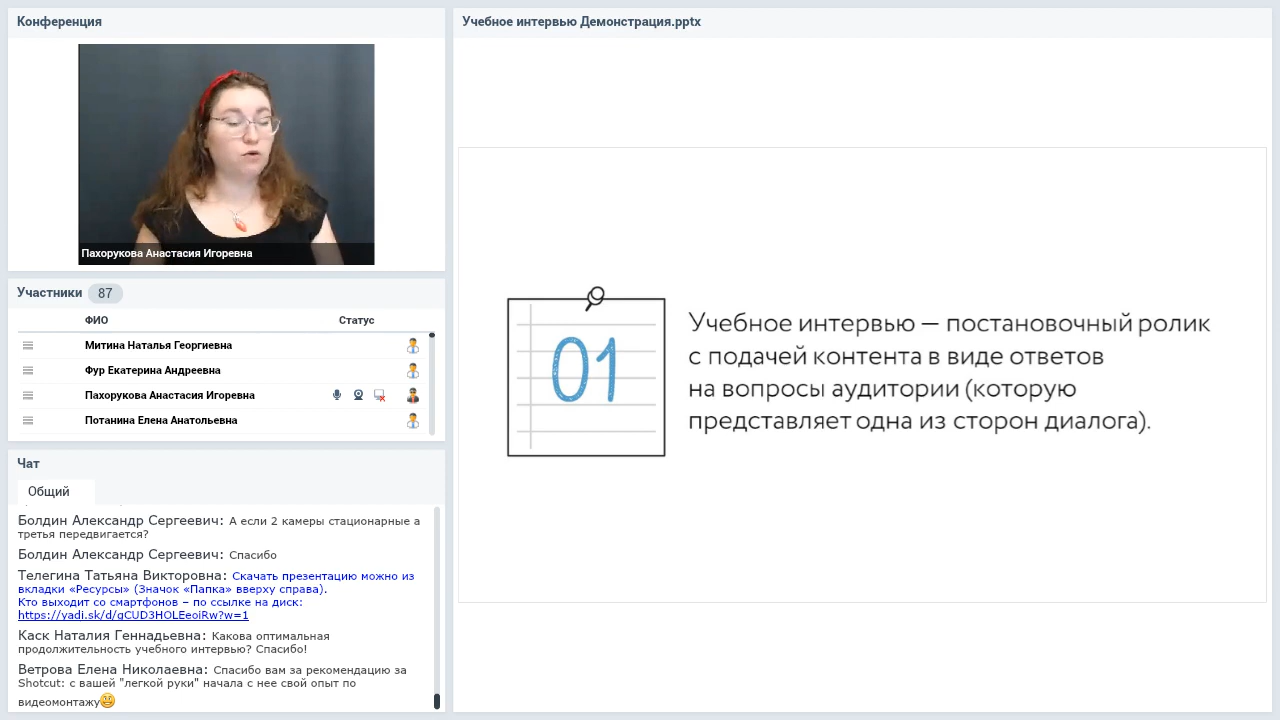 Конференция
Пахорукова Анастасия Игоревна
Участники 87
ФИО Статус
Митина Наталья Георгиевна
Фур Екатерина Андреевна
Пахорукова Анастасия Игоревна
Потанина Елена Анатольевна
Чат
Общий
Болдин Александр Сергеевич: А если 2 камеры стационарные а
третья передвигается?
Болдин Александр Сергеевич: Спасибо
Телегина Татьяна Викторовна: Скачать презентацию можно из
вкладки «Ресурсы» (Значок «Папка» вверху справа).
Кто выходит со смартфонов – по ссылке на диск:
https://yadi.sk/d/gCUD3HOLEeoiRw?w=1
Каск Наталия Геннадьевна: Какова оптимальная
продолжительность учебного интервью? Спасибо!
Ветрова Елена Николаевна: Спасибо вам за рекомендацию за
Shotcut: с вашей "легкой руки" начала с нее свой опыт по
видеомонтажу
Учебное интервью Демонстрация.pptx
01
Учебное интервью — постановочный ролик
с подачей контента в виде ответов
на вопросы аудитории (которую
представляет одна из сторон диалога).